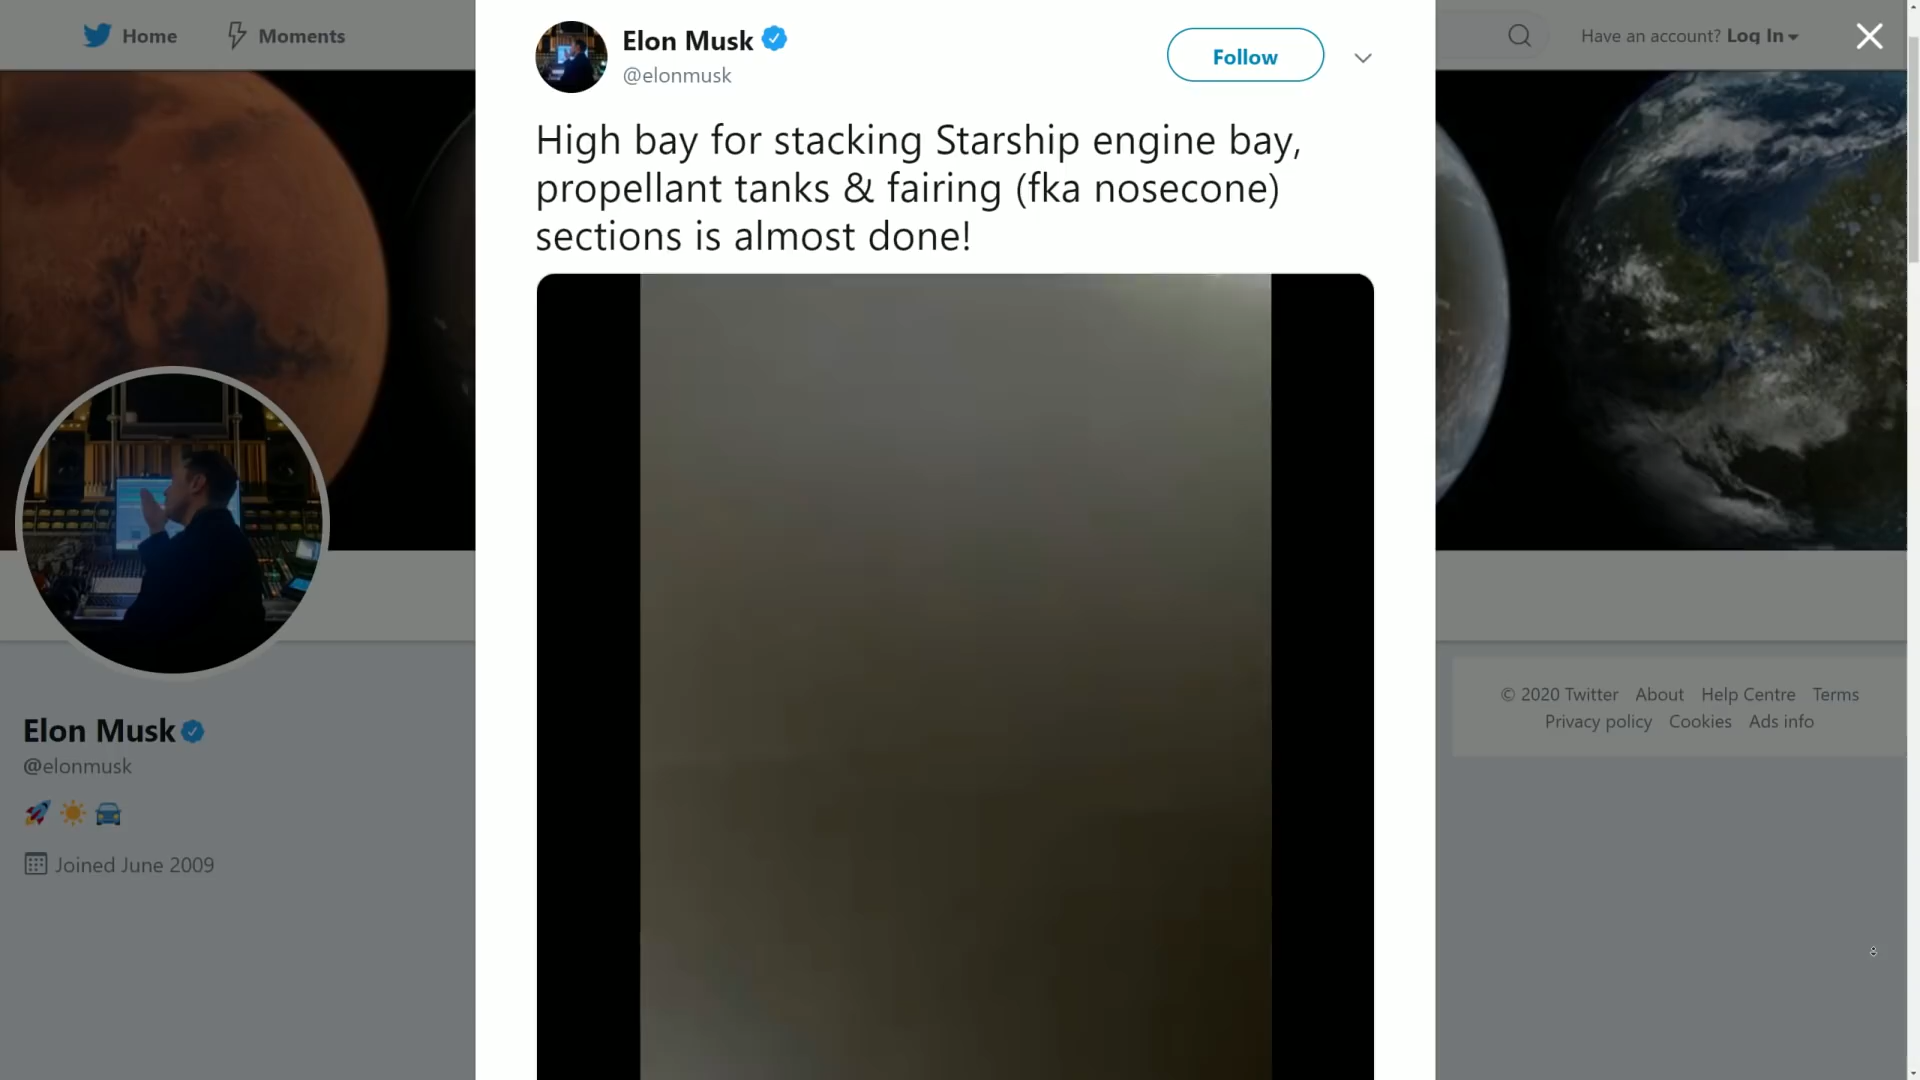 Home
Moments
Have an account? Log In
Elon Musk
@elonmusk
Follow
High bay for stacking Starship engine bay,
propellant tanks & fairing (fka nosecone)
sections is almost done!
Elon Musk
@elonmusk
Joined June 2009
© 2020 Twitter About Help Centre Terms
Privacy policy Cookies Ads info